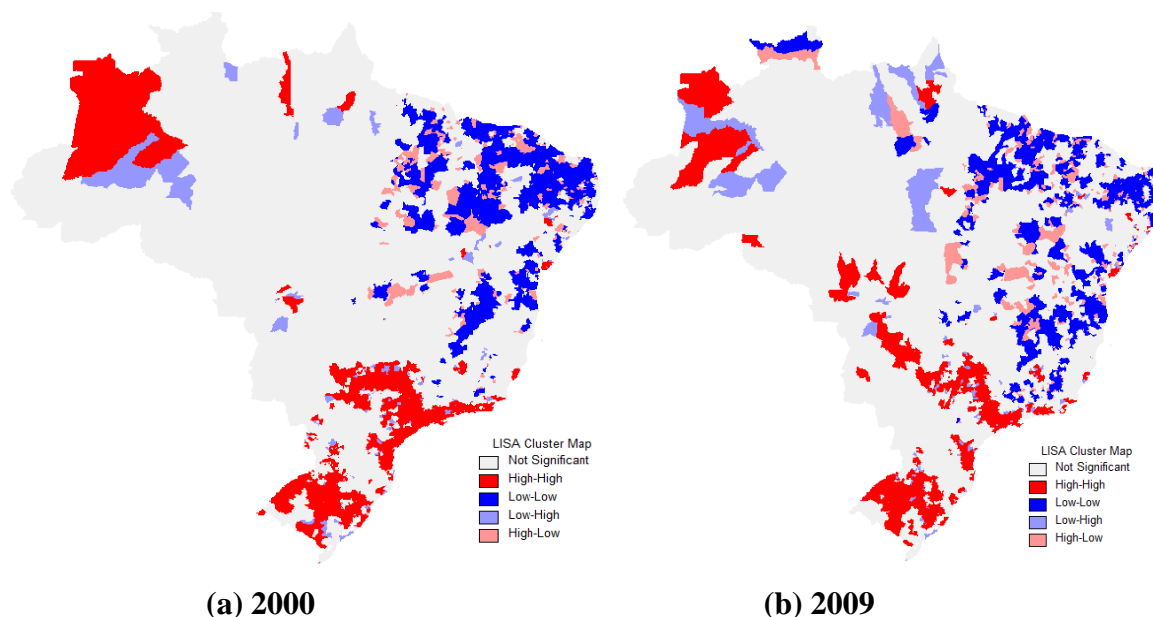 LISA Cluster Map
Not Significant
High-High
Low-Low
Low-High
High-Low
LISA Cluster Map
Not Significant
High-High
Low-Low
Low-High
High-Low
(a) 2000
(b) 2009